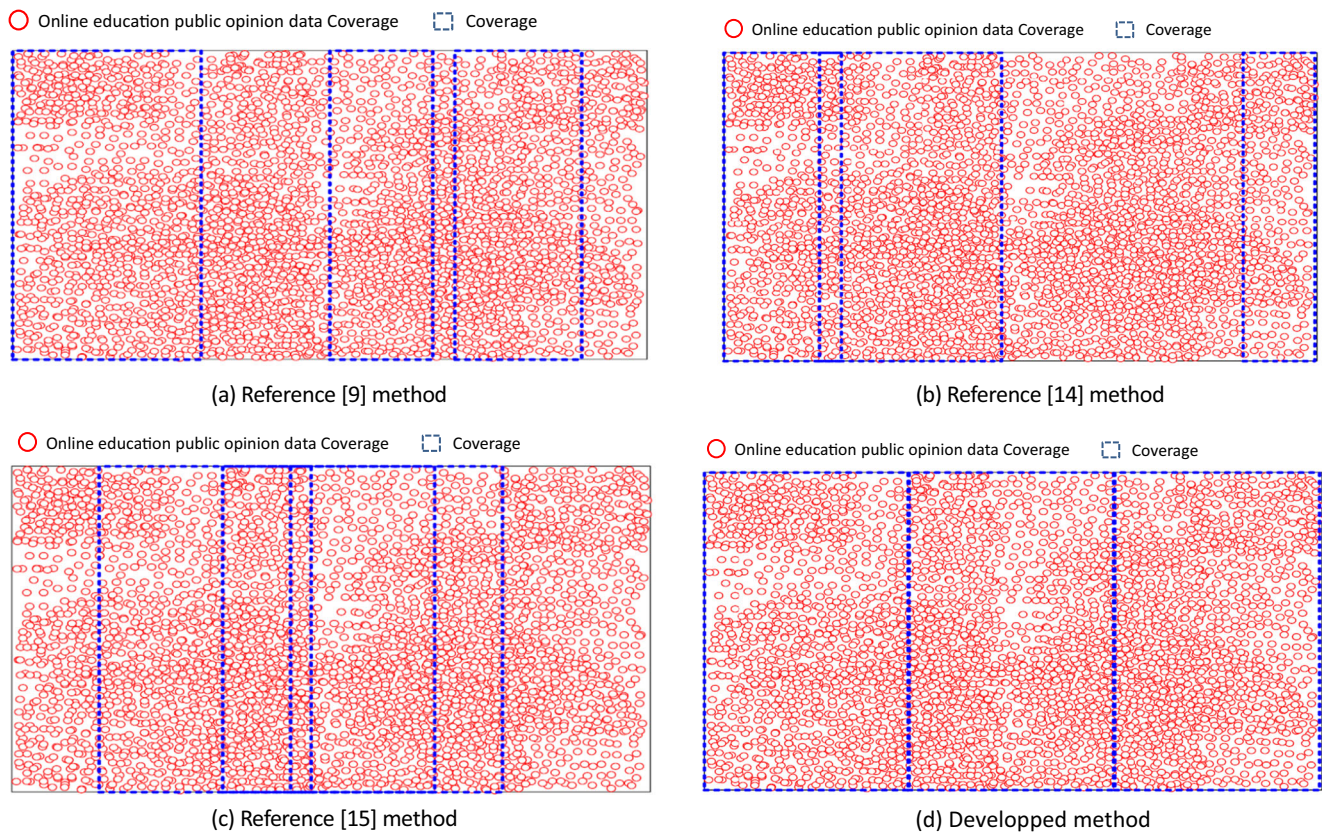 Online education public opinion data Coverage Coverage
Online education public opinion data Coverage Coverage
(a) Reference [9] method
(b) Reference [14] method
Online education public opinion data Coverage Coverage
Online education public opinion data Coverage Coverage
(c) Reference [15] method
(d) Developped method